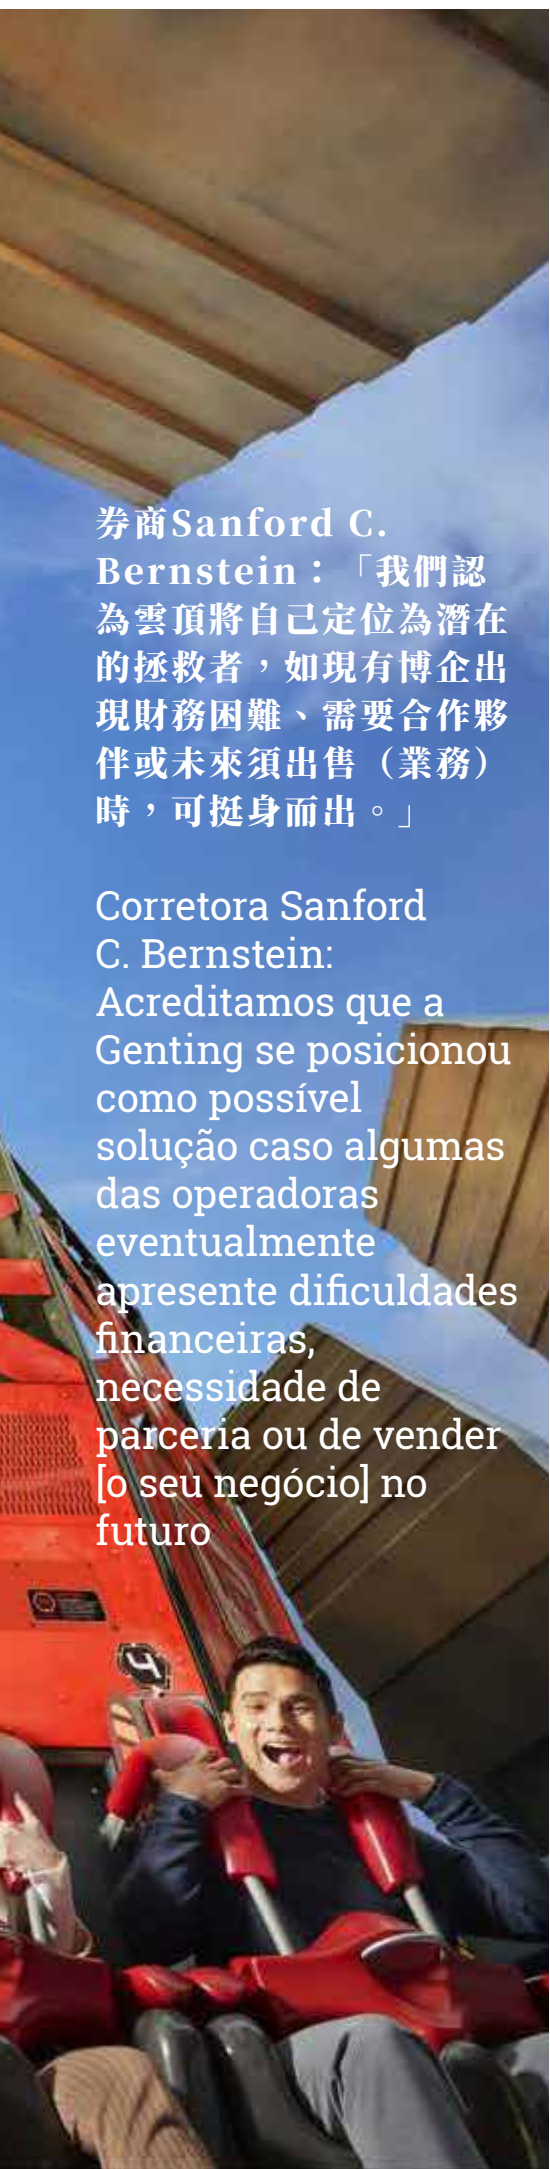 券商Sanford C.
Bernstein：「我們認
為雲頂將自己定位為潛在
的拯救者，如現有博企出
現財務困難、需要合作夥
伴或未來須出售（業務）
時，可挺身而出。」
Corretora Sanford
C. Bernstein:
Acreditamos que a
Genting se posicionou
como possível
solução caso algumas
das operadoras
eventualmente
apresente dificuldades
financeiras,
necessidade de
parceria ou de vender
[o seu negócio] no
futuro
4